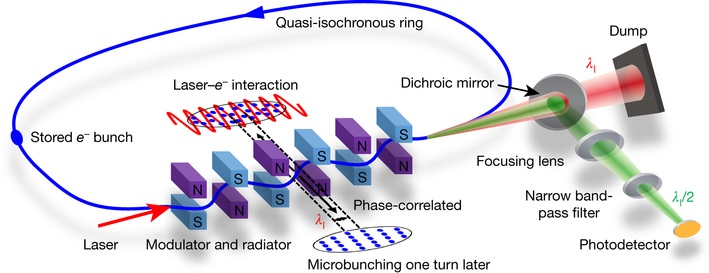 Quasi-isochronous ring
Dump
Laser–e⁻ interaction
λₗ
Dichroic mirror
Stored e⁻ bunch
S
N
S
N
S
N
S
N
S
N
S
N
Focusing lens
Narrow band-
pass filter
λₗ/2
Phase-correlated
λₗ
Laser
Modulator and radiator
Photodetector
Microbunching one turn later